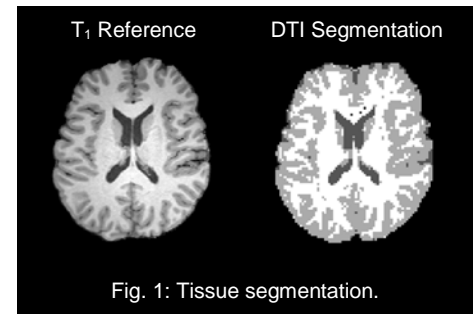 T₁ Reference DTI Segmentation
Fig. 1: Tissue segmentation.